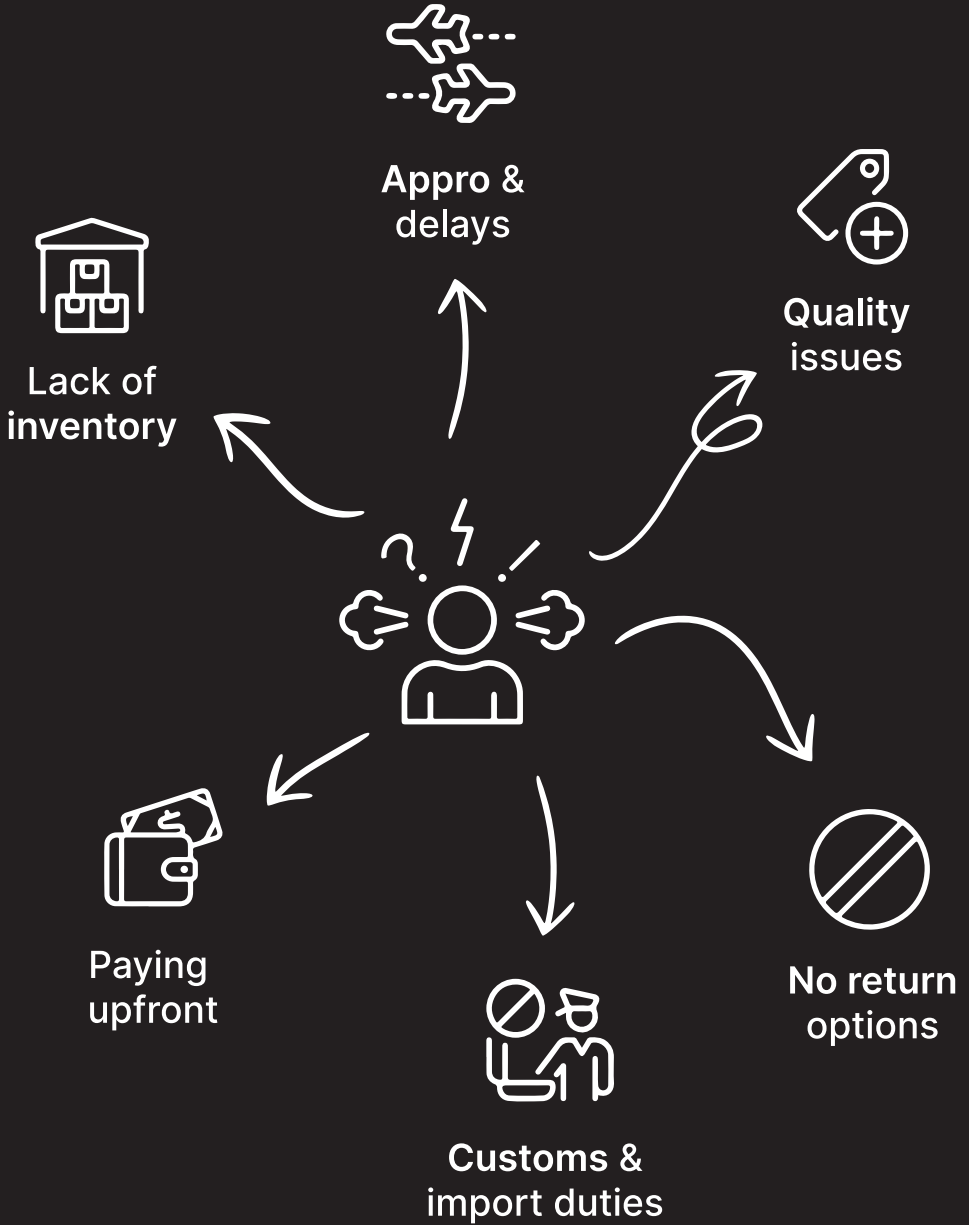 Appro &
delays
Quality
issues
Lack of
inventory
Paying
upfront
No return
options
Customs &
import duties